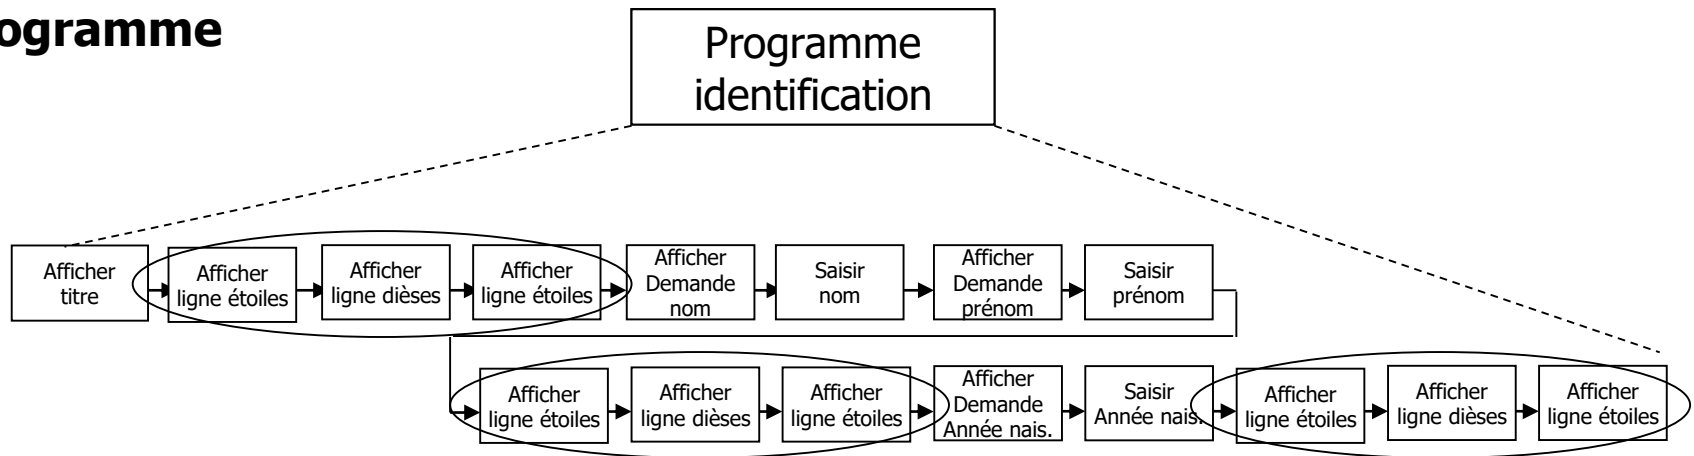 ogramme
Programme
identification
Afficher
titre
Afficher
ligne étoiles
Afficher
ligne dièses
Afficher
ligne étoiles
Afficher
Demande
nom
Saisir
nom
Afficher
Demande
prénom
Saisir
prénom
Afficher
ligne étoiles
Afficher
ligne dièses
Afficher
ligne étoiles
Afficher
Demande
Année nais.
Saisir
Année nais.
Afficher
ligne étoiles
Afficher
ligne dièses
Afficher
ligne étoiles